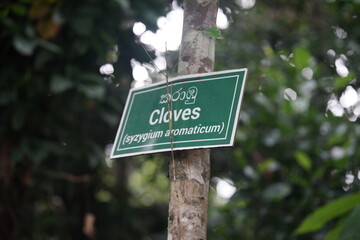 කරාඹු
Cloves
(syzygium aromaticum)